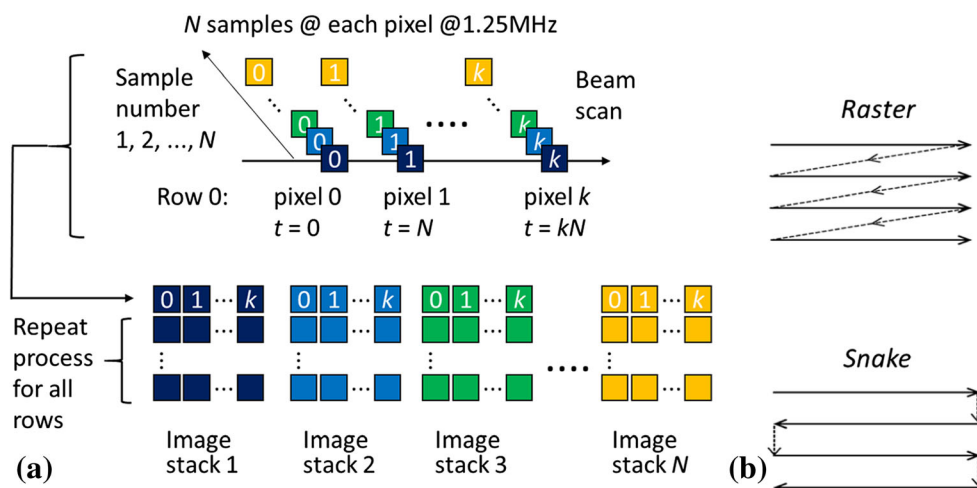 N samples @ each pixel @1.25MHz
Sample
number
1, 2, ..., N
0 1 k
Beam
scan
0 1 k
0 1 k
0 1 k
Row 0:
pixel 0 pixel 1 pixel k
t = 0 t = N t = kN
0 1 ... k 0 1 ... k 0 1 ... k 0 1 ... k
Repeat
process
for all
rows
Image
stack 1
Image
stack 2
Image
stack 3
Image
stack N
(a)
Raster
Snake
(b)